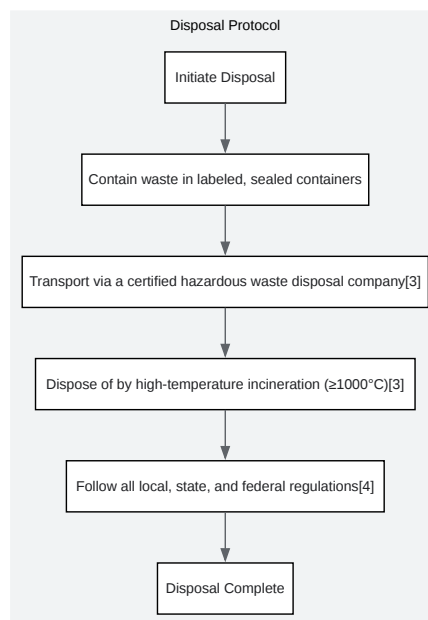 Disposal Protocol
Initiate Disposal
Contain waste in labeled, sealed containers
Transport via a certified hazardous waste disposal company[3]
Dispose of by high-temperature incineration (≥1000°C)[3]
Follow all local, state, and federal regulations[4]
Disposal Complete